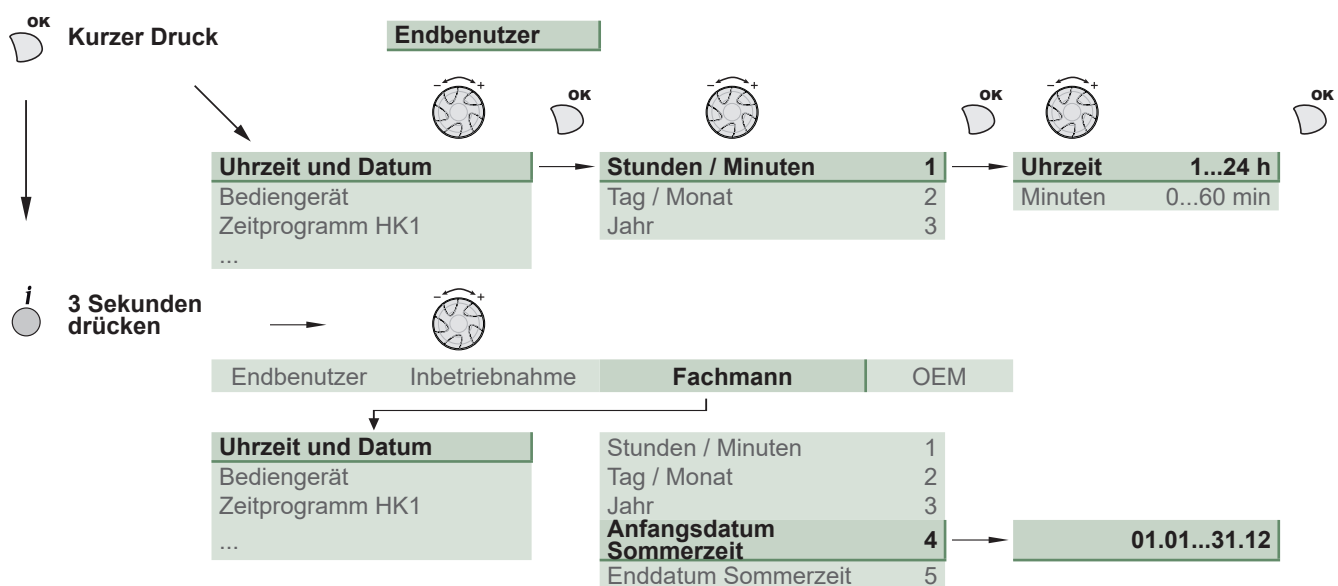 OK
Kurzer Druck
Endbenutzer
- +
OK
- +
OK
- +
OK
Uhrzeit und Datum
Bediengerät
Zeitprogramm HK1
...
Stunden / Minuten 1
Tag / Monat 2
Jahr 3
Uhrzeit 1...24 h
Minuten 0...60 min
i
3 Sekunden
drücken
- +
Endbenutzer Inbetriebnahme Fachmann OEM
Uhrzeit und Datum
Bediengerät
Zeitprogramm HK1
...
Stunden / Minuten 1
Tag / Monat 2
Jahr 3
Anfangsdatum
Sommerzeit 4
01.01...31.12
Enddatum Sommerzeit 5